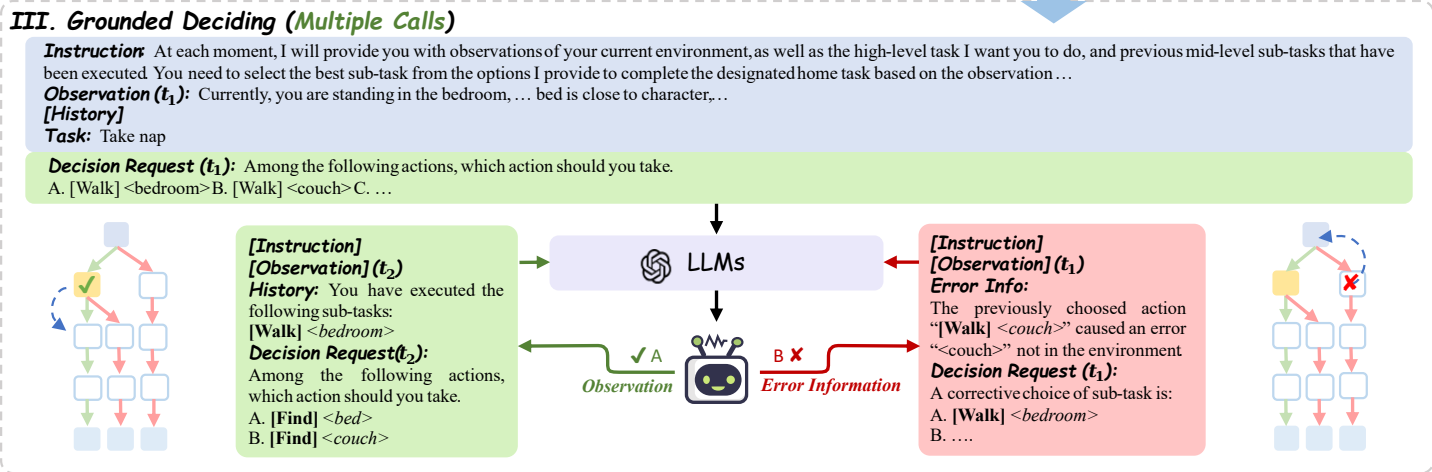 III. Grounded Deciding (Multiple Calls)
Instruction: At each moment, I will provide you with observations of your current environment, as well as the high-level task I want you to do, and previous mid-level sub-tasks that have
been executed. You need to select the best sub-task from the options I provide to complete the designated home task based on the observation …
Observation (t₁): Currently, you are standing in the bedroom, … bed is close to character,…
[History]
Task: Take nap
Decision Request (t₁): Among the following actions, which action should you take.
A. [Walk] <bedroom> B. [Walk] <couch> C. …
[Instruction]
[Observation] (t₂)
History: You have executed the
following sub-tasks:
[Walk] <bedroom>
Decision Request(t₂):
Among the following actions,
which action should you take.
A. [Find] <bed>
B. [Find] <couch>
LLMs
✔ A
Observation
B ✘
Error Information
[Instruction]
[Observation] (t₁)
Error Info:
The previously choosed action
“[Walk] <couch>” caused an error
“<couch>” not in the environment.
Decision Request (t₁):
A corrective choice of sub-task is:
A. [Walk] <bedroom>
B. ….